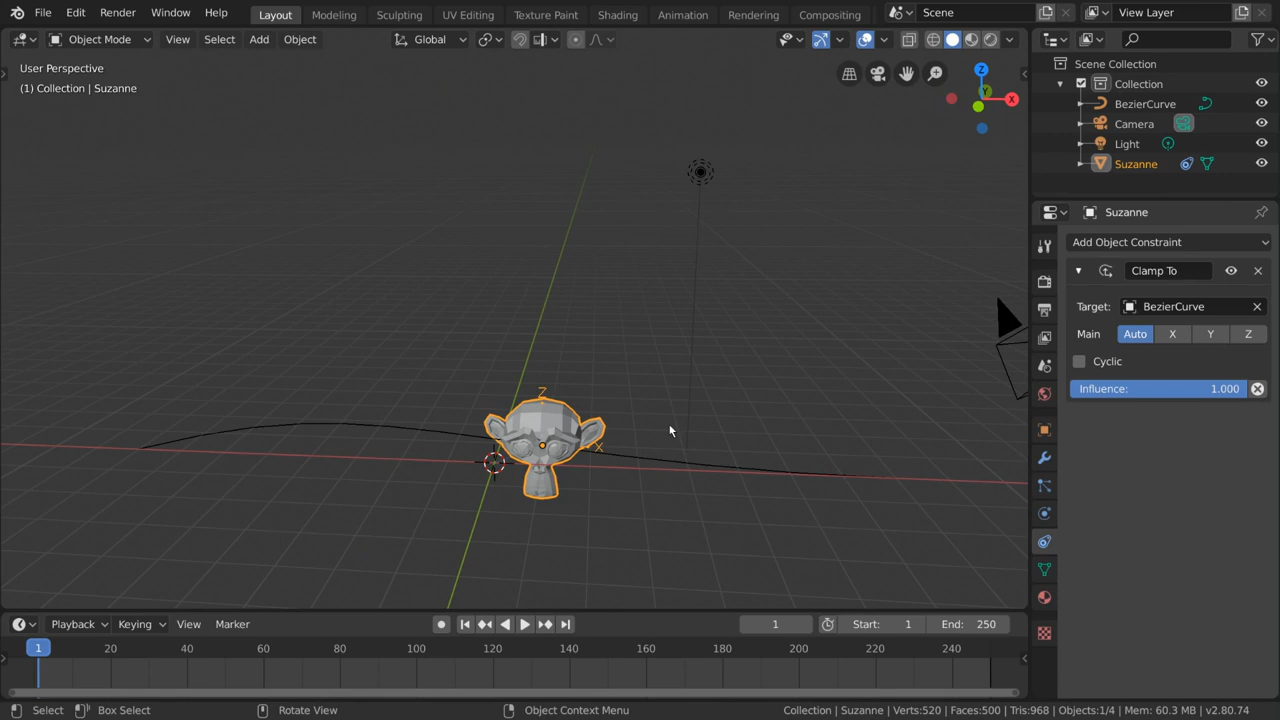 File Edit Render Window Help Layout Modeling Sculpting UV Editing Texture Paint Shading Animation Rendering Compositing Scene View Layer
Object Mode View Select Add Object Global
User Perspective
(1) Collection | Suzanne
Z
X
Y
Z
X
Scene Collection
Collection
BezierCurve
Camera
Light
Suzanne
Suzanne
Add Object Constraint
Clamp To
Target: BezierCurve
Main Auto X Y Z
Cyclic
Influence: 1.000
Playback Keying View Marker 1 Start: 1 End: 250
1 20 40 60 80 100 120 140 160 180 200 220 240
Select Box Select Rotate View Object Context Menu Collection | Suzanne | Verts:520 | Faces:500 | Tris:968 | Objects:1/4 | Mem: 60.3 MB | v2.80.74